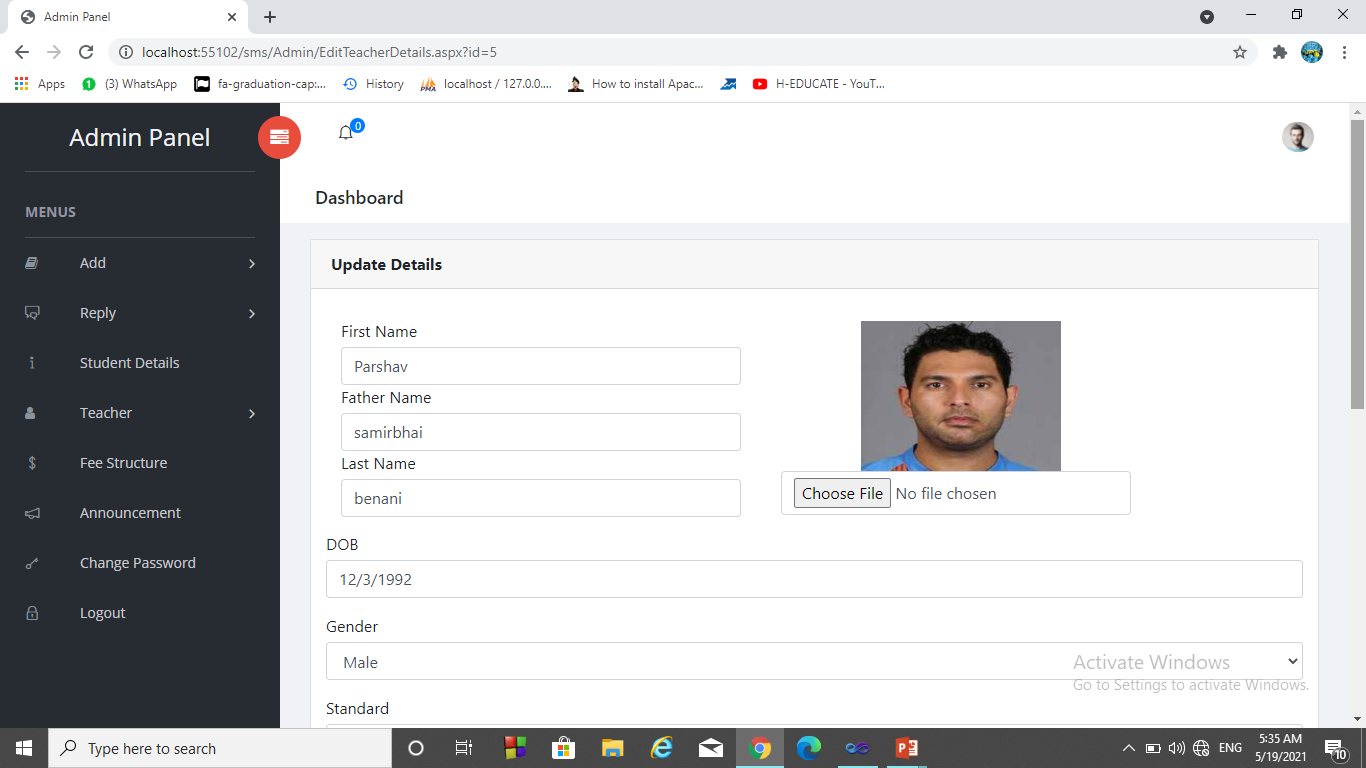 Admin Panel
localhost:55102/sms/Admin/EditTeacherDetails.aspx?id=5
Apps
1
(3) WhatsApp
fa-graduation-cap:...
History
PMA
localhost / 127.0.0....
How to install Apac...
H-EDUCATE - YouT...
Admin Panel
0
Dashboard
MENUS
Add
Reply
Student Details
Teacher
$ Fee Structure
Announcement
Change Password
Logout
Update Details
First Name
Parshav
Father Name
samirbhai
Last Name
benani
Choose File No file chosen
DOB
12/3/1992
Gender
Male
Standard
Activate Windows
Go to Settings to activate Windows.
Type here to search
ENG
5:35 AM
5/19/2021
10